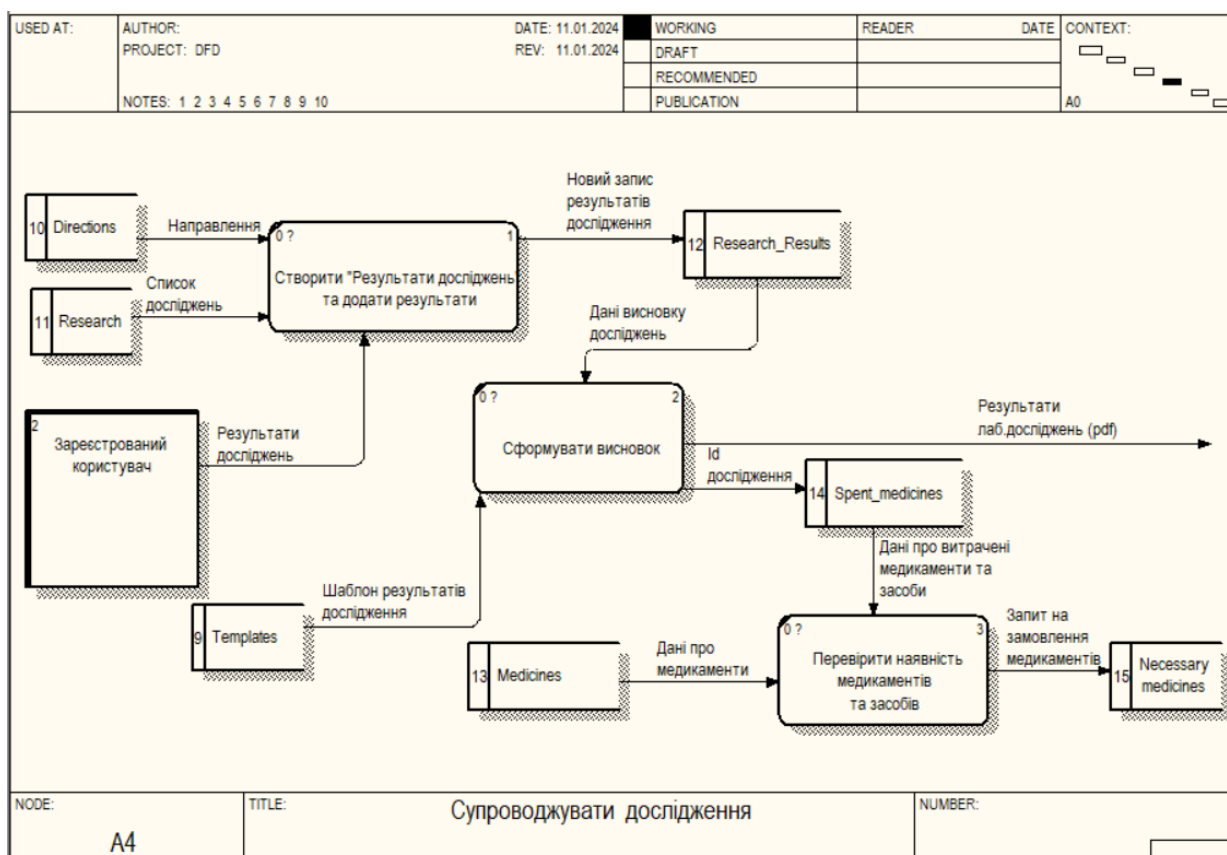 USED AT:
AUTHOR:
DATE: 11.01.2024
PROJECT: DFD
REV: 11.01.2024
NOTES: 1 2 3 4 5 6 7 8 9 10
WORKING
DRAFT
RECOMMENDED
PUBLICATION
READER
DATE
CONTEXT:
A0
10
Directions
Направлення
11
Research
Список
досліджень
0 ?
1
Створити "Результати досліджень"
та додати результати
Новий запис
результатів
дослідження
12
Research_Results
Дані висновку
досліджень
2
Зареєстрований
користувач
Результати
досліджень
0 ?
2
Сформувати висновок
Результати
лаб.досліджень (pdf)
Id
дослідження
14
Spent_medicines
Шаблон результатів
дослідження
9
Templates
Дані про витрачені
медикаменти та
засоби
13
Medicines
Дані про
медикаменти
0 ?
3
Перевірити наявність
медикаментів
та засобів
Запит на
замовлення
медикаментів
15
Necessary
medicines
NODE:
A4
TITLE:
Супроводжувати дослідження
NUMBER: